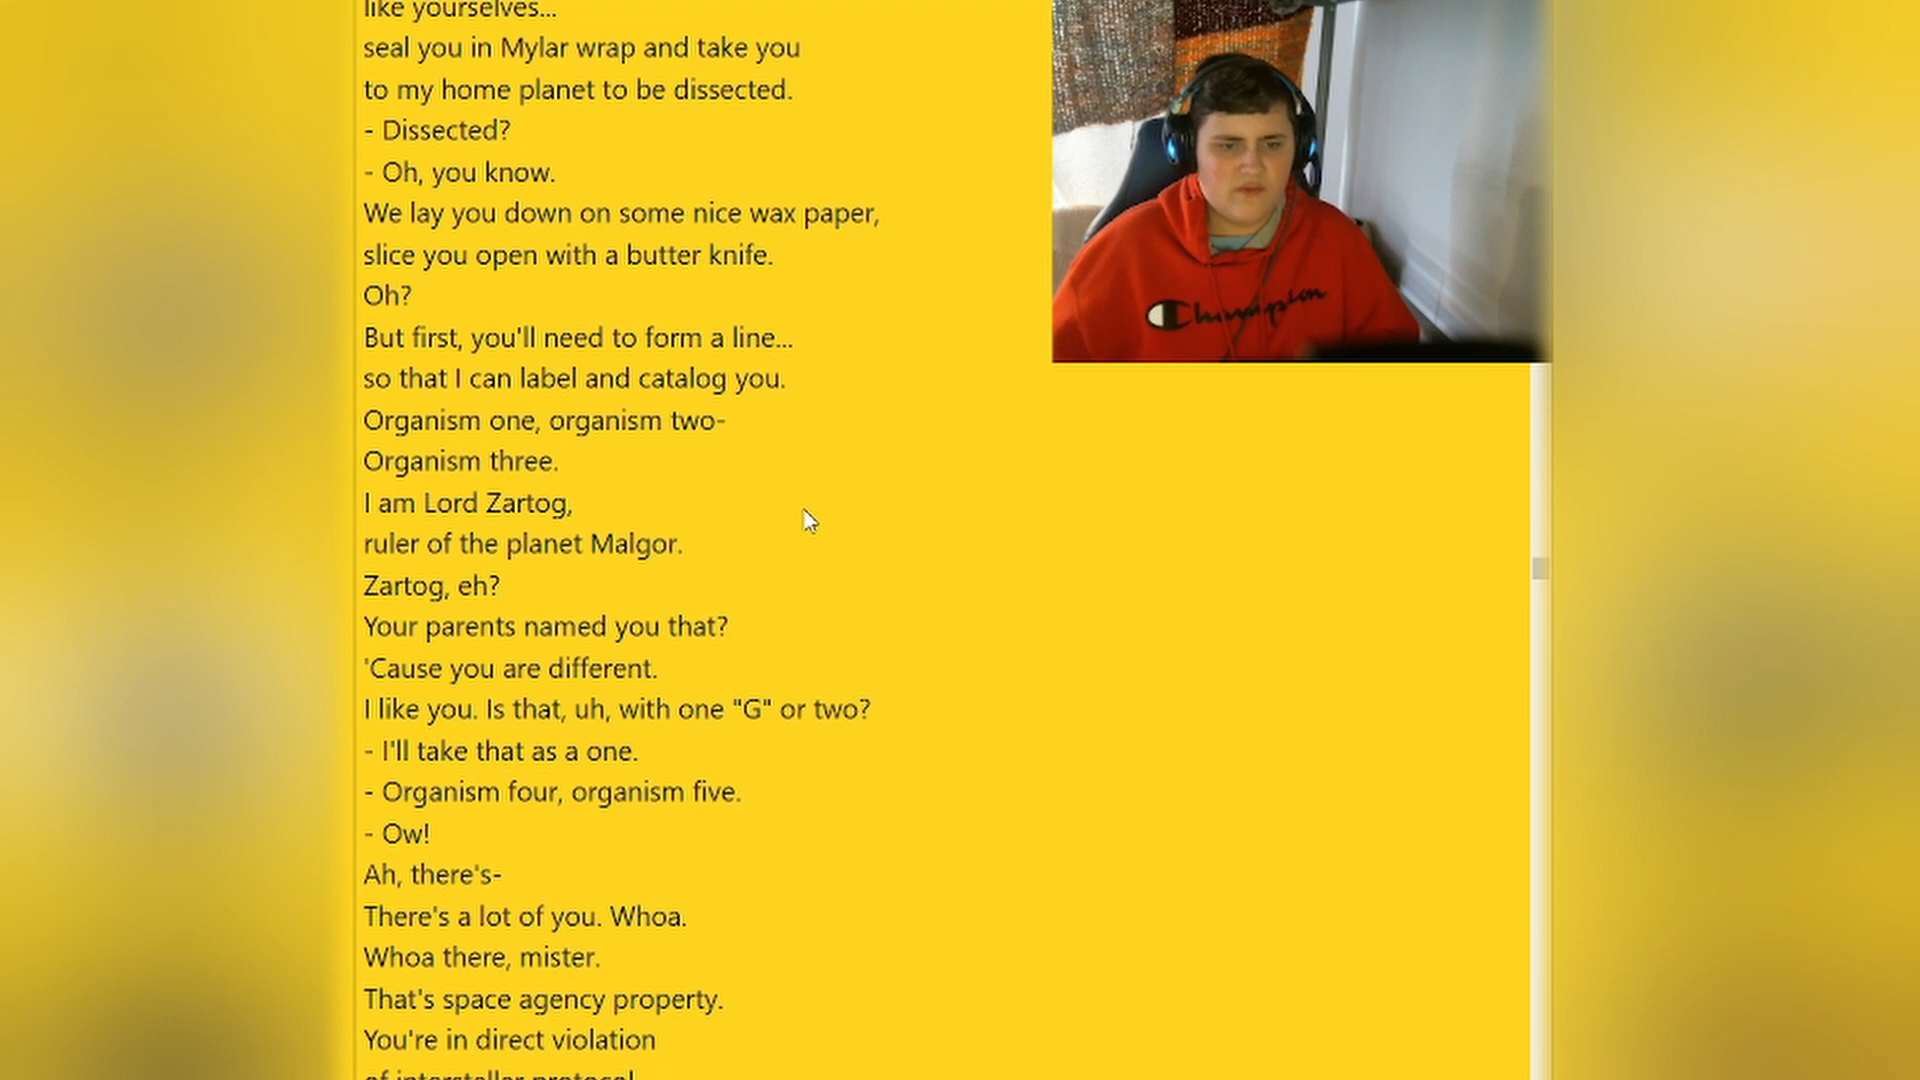 like yourselves...
seal you in Mylar wrap and take you
to my home planet to be dissected.
- Dissected?
- Oh, you know.
We lay you down on some nice wax paper,
slice you open with a butter knife.
Oh?
But first, you'll need to form a line...
so that I can label and catalog you.
Organism one, organism two-
Organism three.
I am Lord Zartog,
ruler of the planet Malgor.
Zartog, eh?
Your parents named you that?
'Cause you are different.
I like you. Is that, uh, with one "G" or two?
- I'll take that as a one.
- Organism four, organism five.
- Ow!
Ah, there's-
There's a lot of you. Whoa.
Whoa there, mister.
That's space agency property.
You're in direct violation
of interstellar protocol
Champion